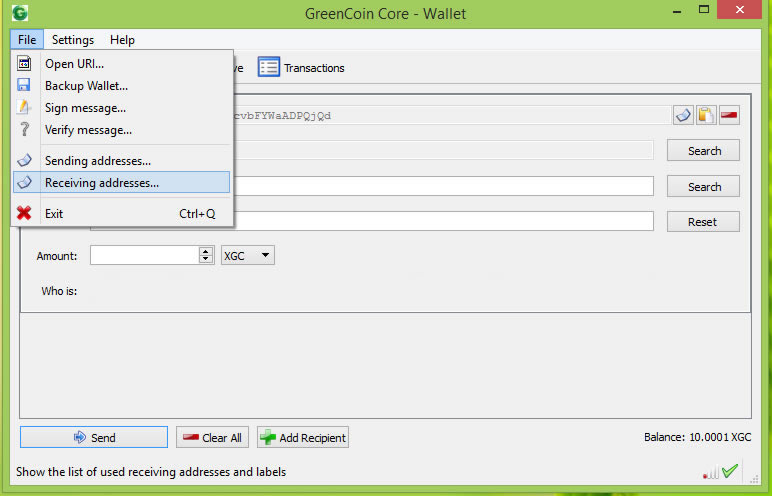 GreenCoin Core - Wallet
File Settings Help
Open URI...
Backup Wallet...
Sign message...
Verify message...
Sending addresses...
Receiving addresses...
Exit Ctrl+Q
Transactions
cvbFYWaADPQjQd
Search
Search
Reset
Amount: XGC
Who is:
Send Clear All Add Recipient Balance: 10.0001 XGC
Show the list of used receiving addresses and labels